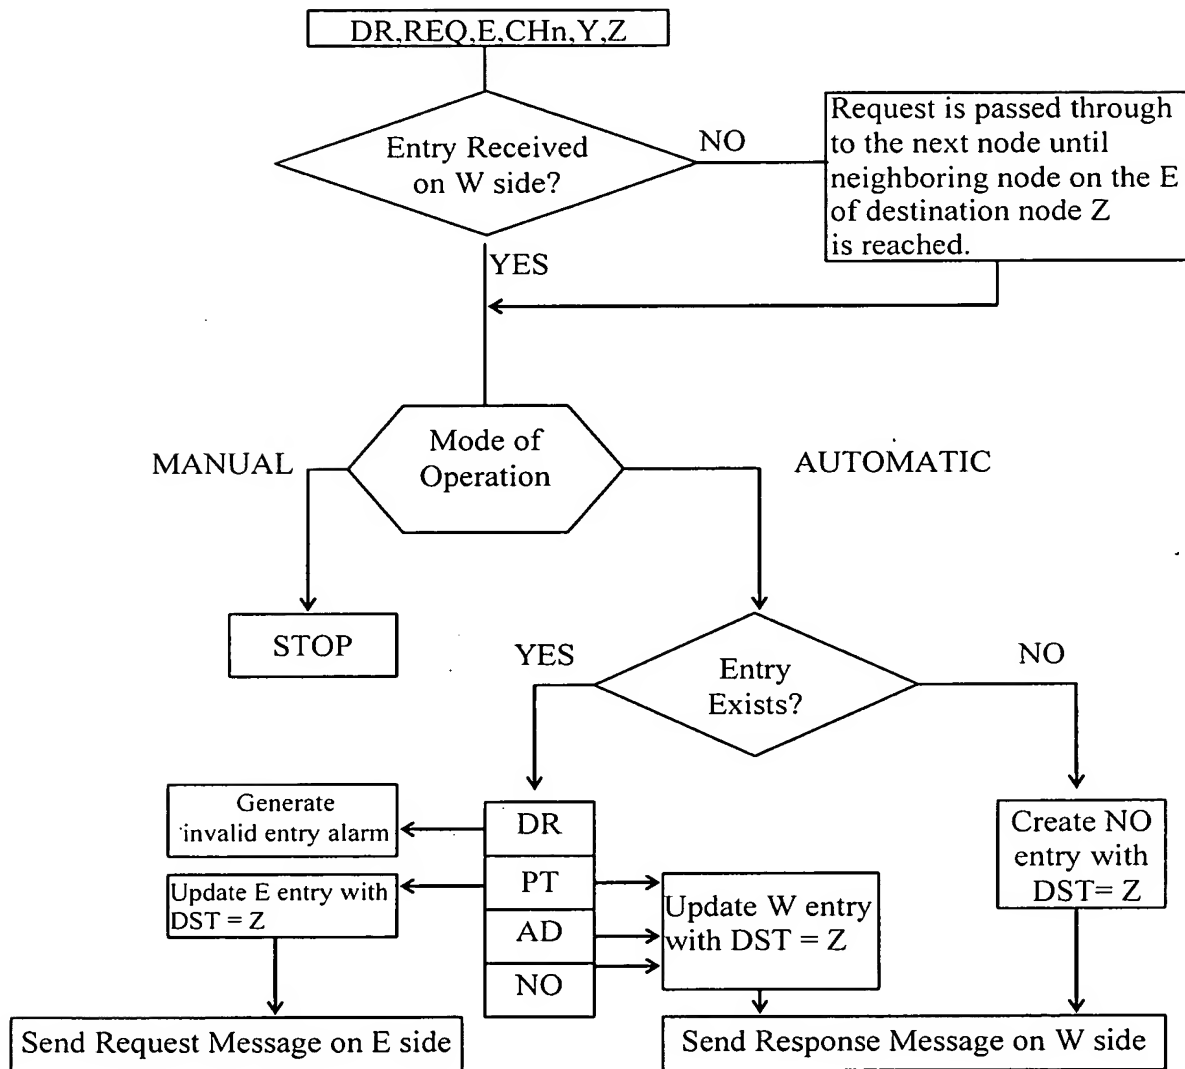 DR,REQ,E,CHn,Y,Z
Entry Received
on W side?
NO
Request is passed through
to the next node until
neighboring node on the E
of destination node Z
is reached.
YES
Mode of
Operation
MANUAL
AUTOMATIC
STOP
YES
Entry
Exists?
NO
Generate
invalid entry alarm
DR
Create NO
entry with
DST= Z
Update E entry with
DST = Z
PT
Update W entry
with DST = Z
AD
NO
Send Request Message on E side
Send Response Message on W side